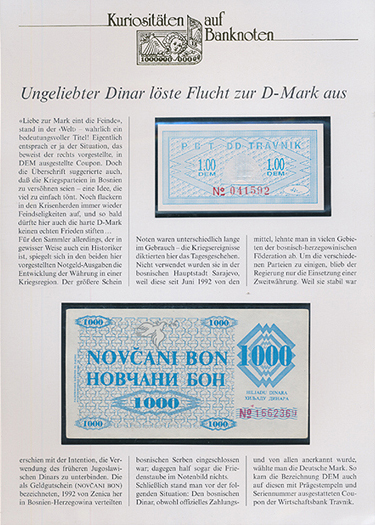 Kuriositäten auf
Banknoten
Ungeliebter Dinar löste Flucht zur D-Mark aus
«Liebe zur Mark eint die Feinde»,
stand in der ‹Welt› – wahrlich ein
bedeutungsvoller Titel! Eigentlich
entsprach er ja der Situation, das
beweist der rechts vorgestellte, in
DEM ausgestellte Coupon. Doch
die Überschrift suggerierte auch,
daß die Kriegsparteien in Bosnien
zu versöhnen seien – eine Idee, die
viel zu einfach tönt. Noch flackern
in den Krisenherden immer wieder
Feindseligkeiten auf, und so bald
dürfte hier auch die harte D-Mark
keinen echten Frieden stiften ...
Für den Sammler allerdings, der in
gewisser Weise auch ein Historiker
ist, spiegelt sich in den beiden hier
vorgestellten Notgeld-Ausgaben die
Entwicklung der Währung in einer
Kriegsregion. Der größere Schein
P G T DD TRAVNIK
1.00
DEM
1.00
DEM
№ 041592
Noten waren unterschiedlich lange
im Gebrauch – die Kriegsereignisse
diktierten hier das Tagesgeschehen.
Nicht verwendet wurden sie in der
bosnischen Hauptstadt Sarajevo,
weil diese seit Juni 1992 von den
mittel, lehnte man in vielen Gebie-
ten der bosnisch-herzegowinischen
Föderation ab. Um die verschie-
denen Parteien zu einigen, blieb der
Regierung nur die Einsetzung einer
Zweitwährung. Weil sie stabil war
1000
1000
NOVČANI BON
НОВЧАНИ БОН
1000
1000
HILJADU DINARA
ХИЉАДУ ДИНАРА
№
1000
1000
erschien mit der Intention, die Ver-
wendung des früheren Jugoslawi-
schen Dinars zu unterbinden. Die
als Geldgutschein (NOVČANI BON)
bezeichneten, 1992 von Zenica her
in Bosnien-Herzegowina verteilten
bosnischen Serben eingeschlossen
war; dagegen half sogar die Frie-
denstaube im Notenbild nichts.
Schließlich stand man vor der fol-
genden Situation: Den bosnischen
Dinar, obwohl offizielles Zahlungs-
und von allen anerkannt wurde,
wählte man die Deutsche Mark. So
kam die Bezeichnung DEM auch
auf diesen mit Prägestempeln und
Seriennummer ausgestatteten Cou-
pon der Wirtschaftsbank Travnik.